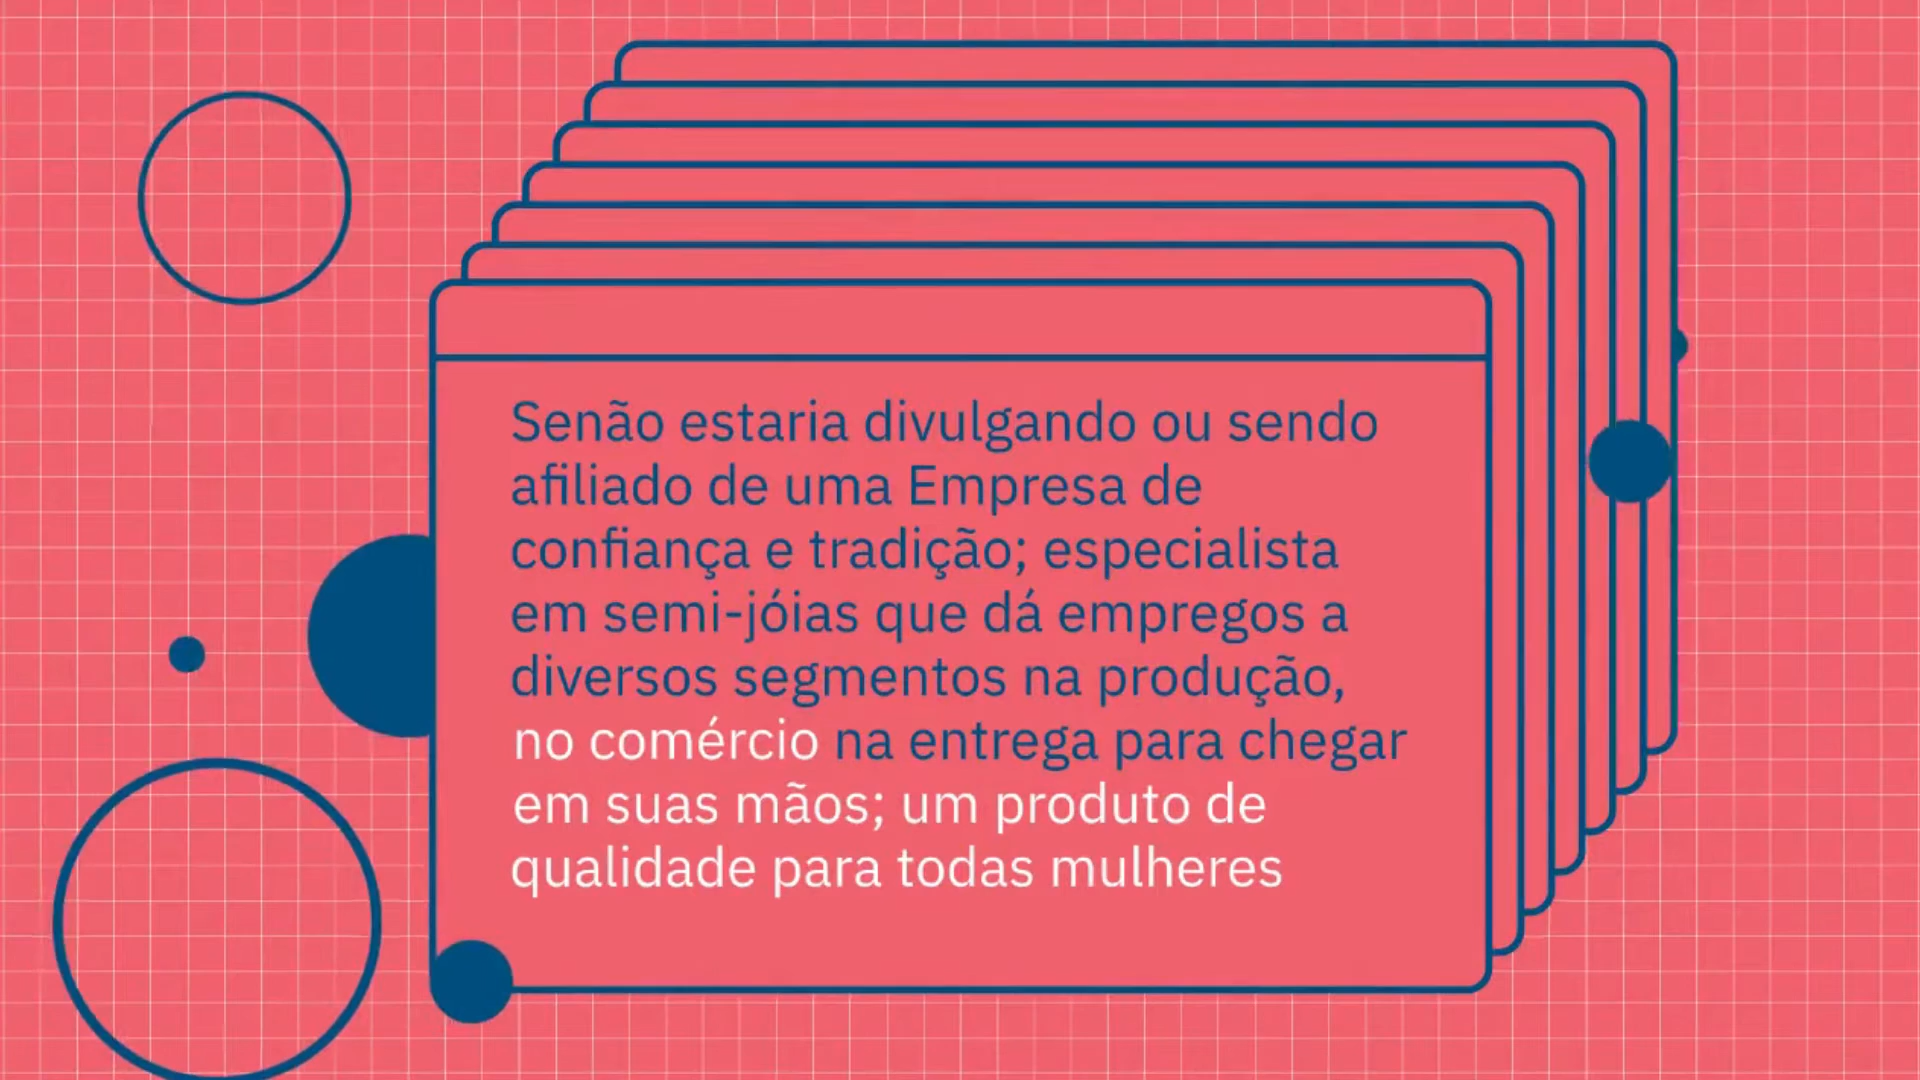 Senão estaria divulgando ou sendo
afiliado de uma Empresa de
confiança e tradição; especialista
em semi-jóias que dá empregos a
diversos segmentos na produção,
no comércio na entrega para chegar
em suas mãos; um produto de
qualidade para todas mulheres